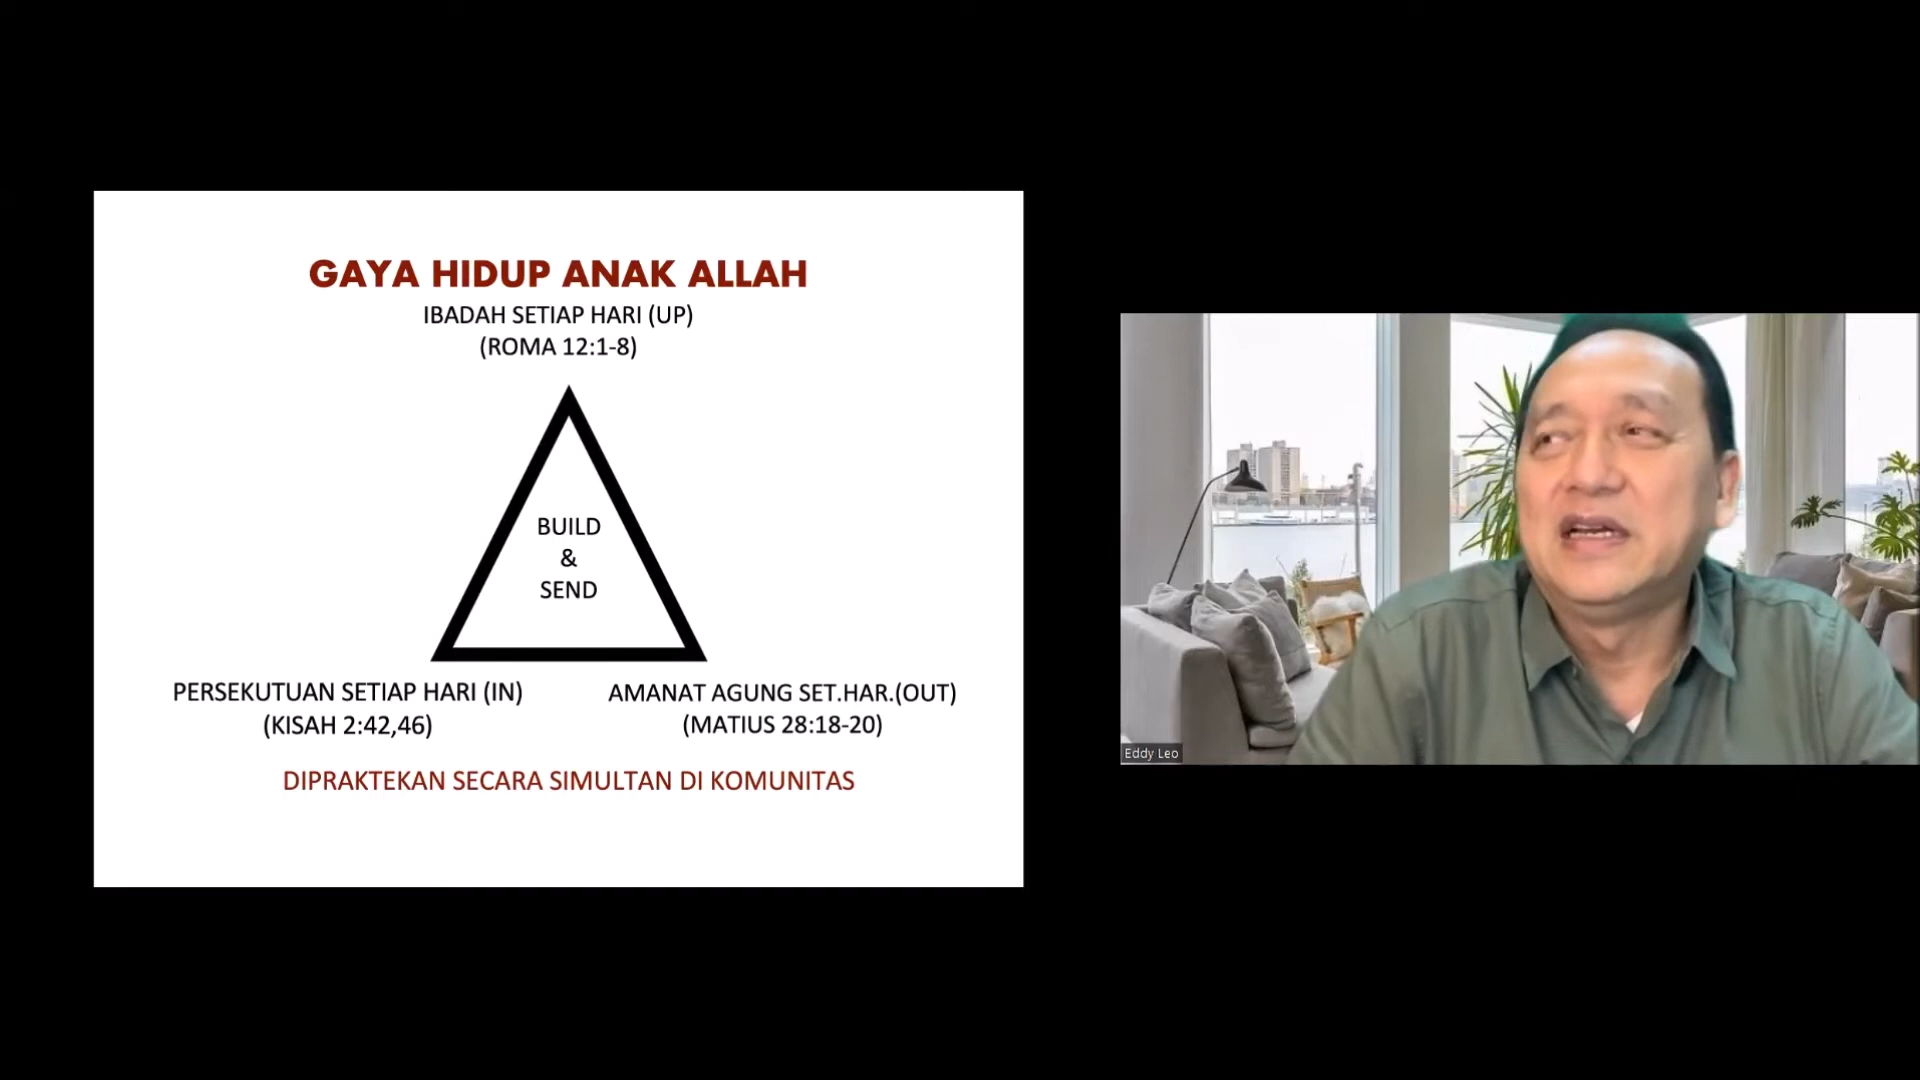 GAYA HIDUP ANAK ALLAH
IBADAH SETIAP HARI (UP)
(ROMA 12:1-8)
BUILD
&
SEND
PERSEKUTUAN SETIAP HARI (IN)
(KISAH 2:42,46)
AMANAT AGUNG SET.HAR.(OUT)
(MATIUS 28:18-20)
DIPRAKTEKAN SECARA SIMULTAN DI KOMUNITAS
Eddy Leo